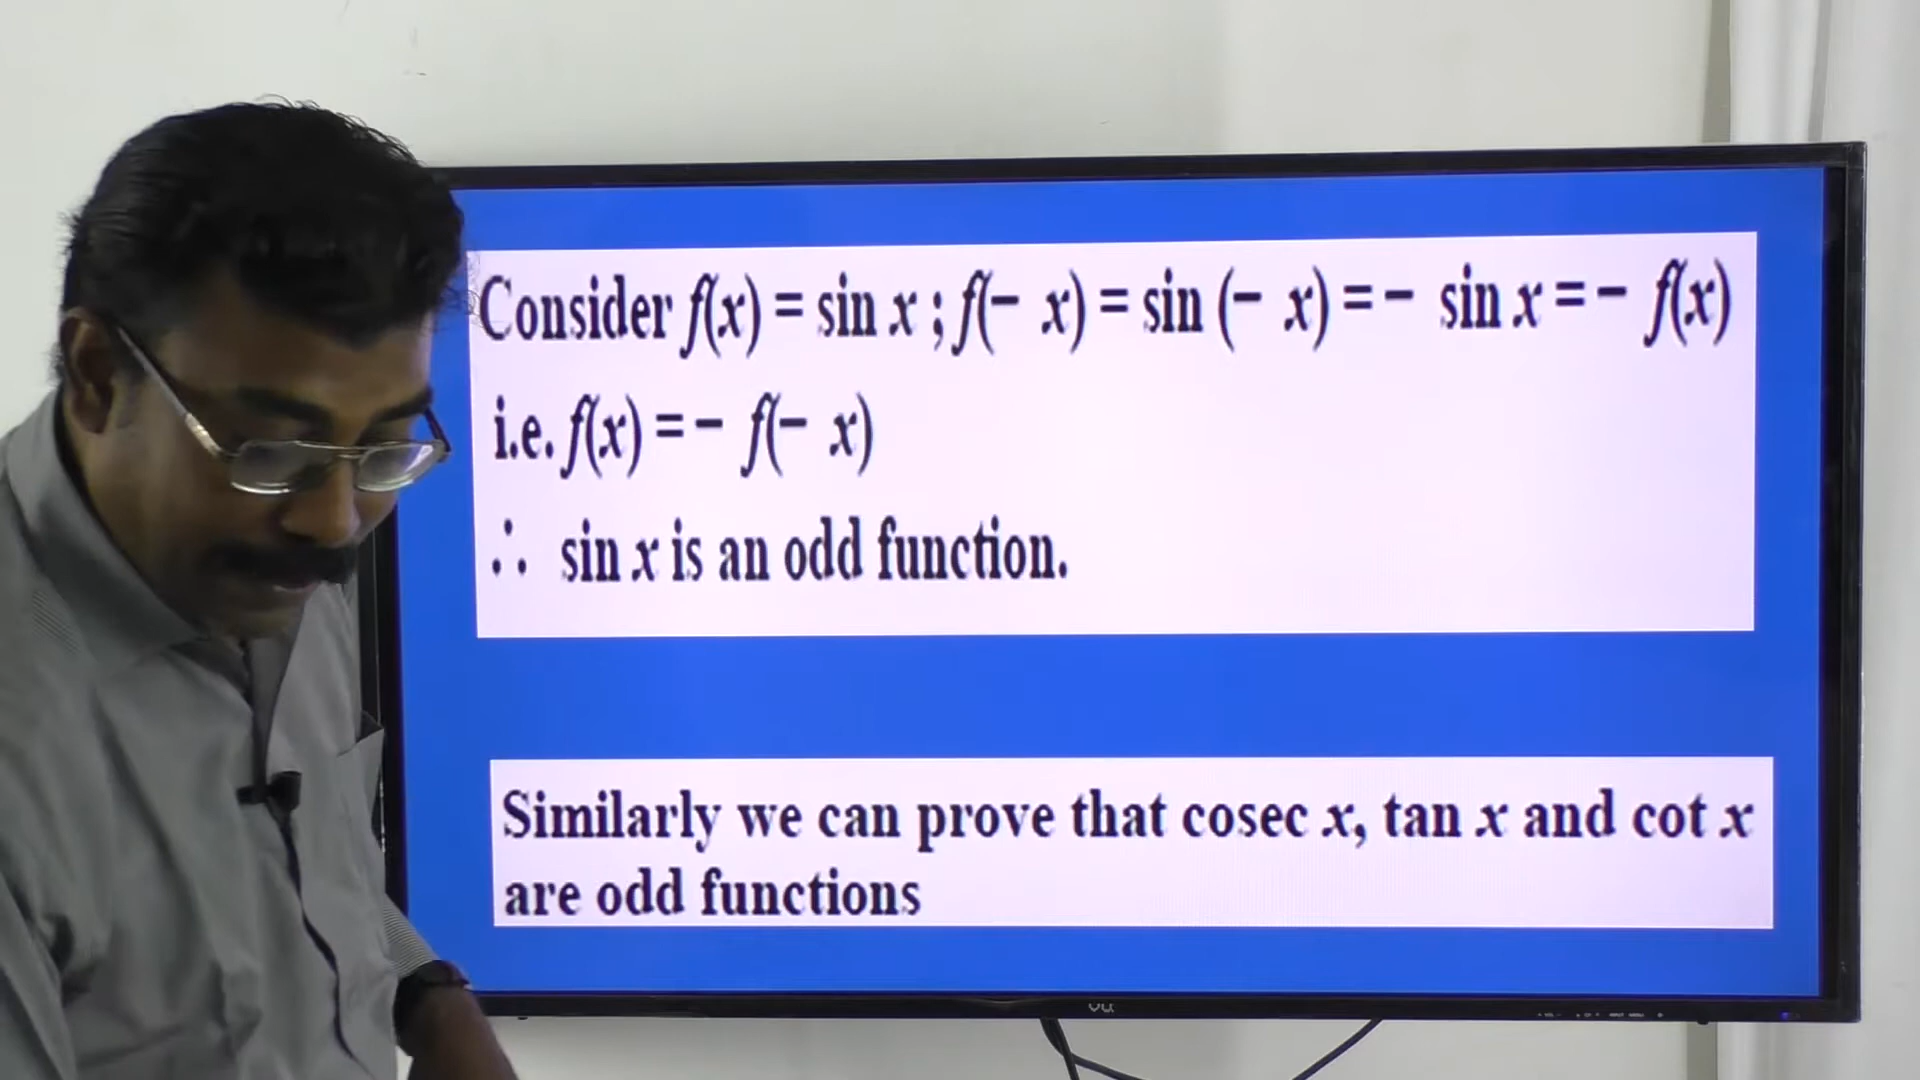 Consider f(x) = sin x ; f(− x) = sin (− x) = − sin x = − f(x)
i.e. f(x) = − f(− x)
∴ sin x is an odd function.
Similarly we can prove that cosec x, tan x and cot x
are odd functions